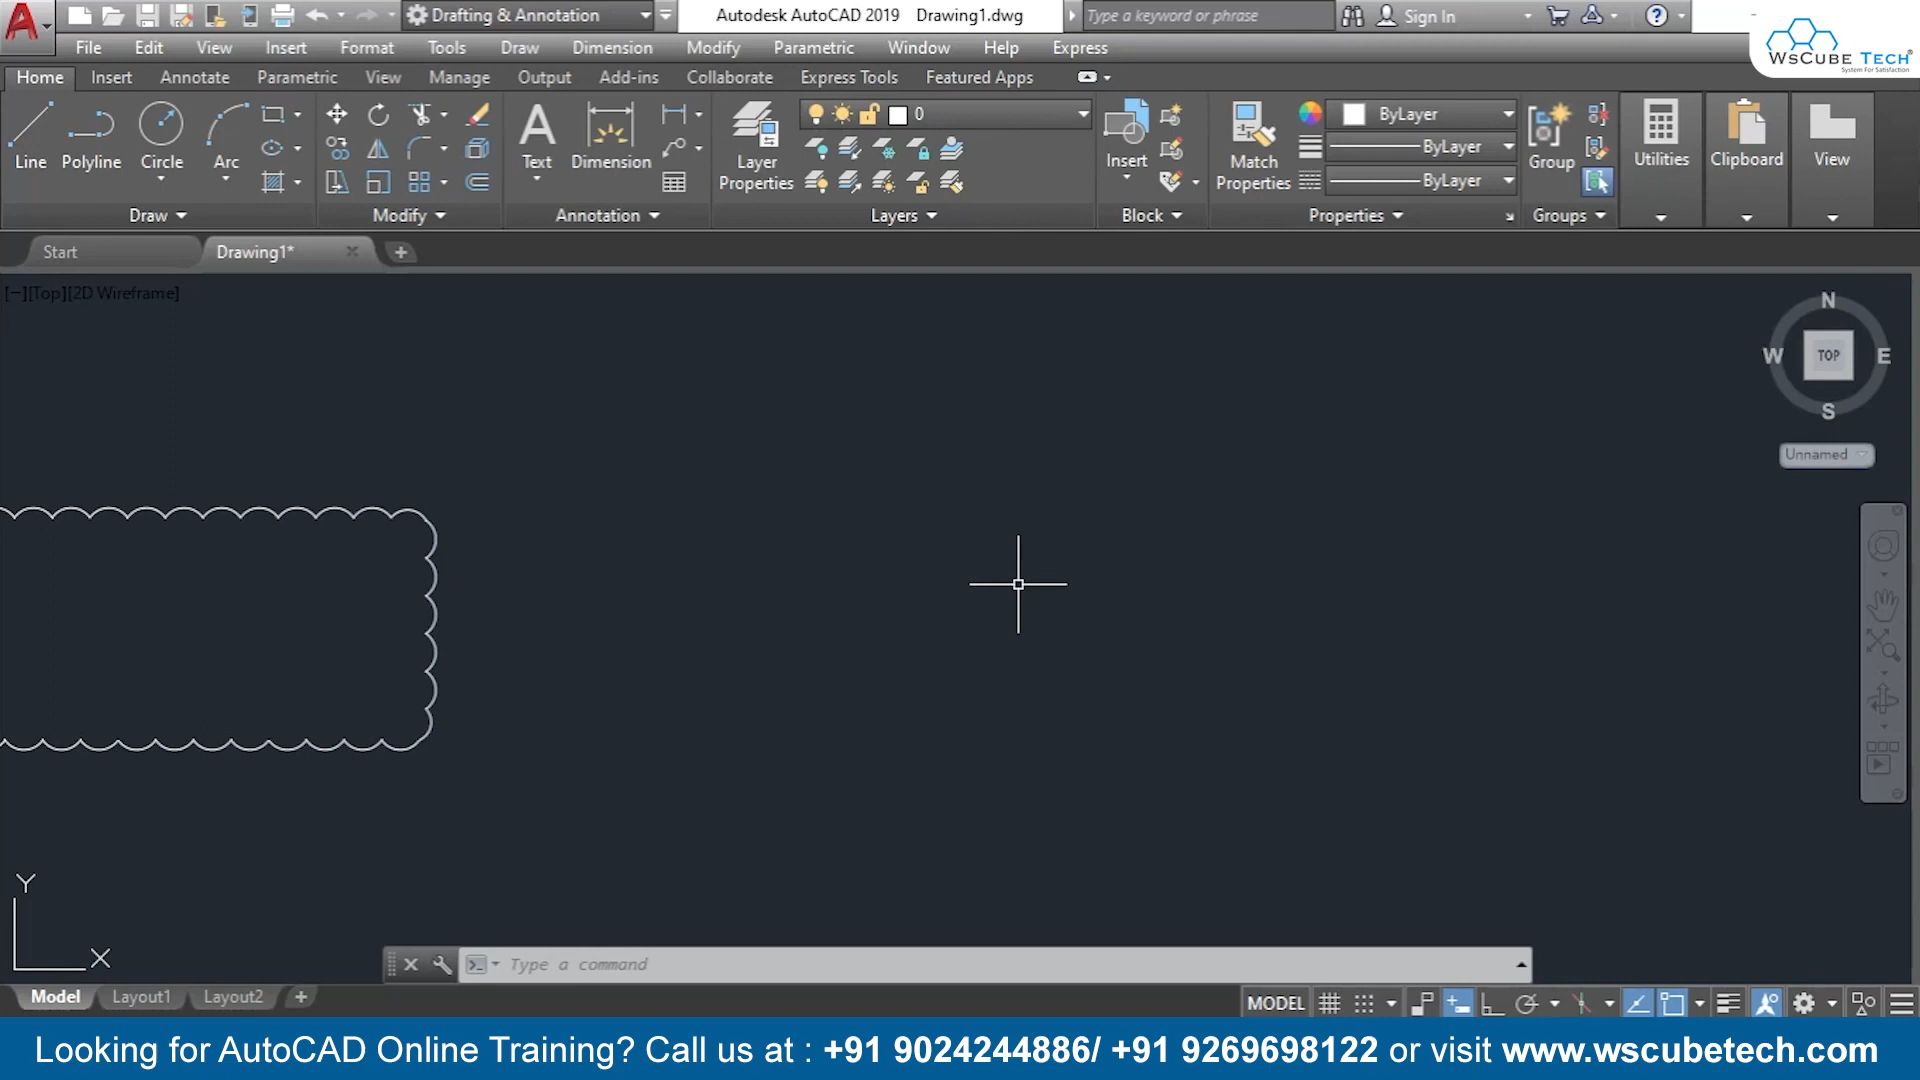 Drafting & Annotation
Autodesk AutoCAD 2019 Drawing1.dwg
Type a keyword or phrase
Sign In
WsCube Tech
System For Satisfaction
File Edit View Insert Format Tools Draw Dimension Modify Parametric Window Help Express
Home Insert Annotate Parametric View Manage Output Add-ins Collaborate Express Tools Featured Apps
0
ByLayer
ByLayer
ByLayer
Line Polyline Circle Arc
Text Dimension
Layer Properties
Insert
Match Properties
Group
Utilities
Clipboard
View
Draw Modify Annotation Layers Block Properties Groups
Start Drawing1*
[−][Top][2D Wireframe]
N
W TOP E
S
Unnamed
Y
X
Type a command
Model Layout1 Layout2
MODEL
Looking for AutoCAD Online Training? Call us at : +91 9024244886/ +91 9269698122 or visit www.wscubetech.com